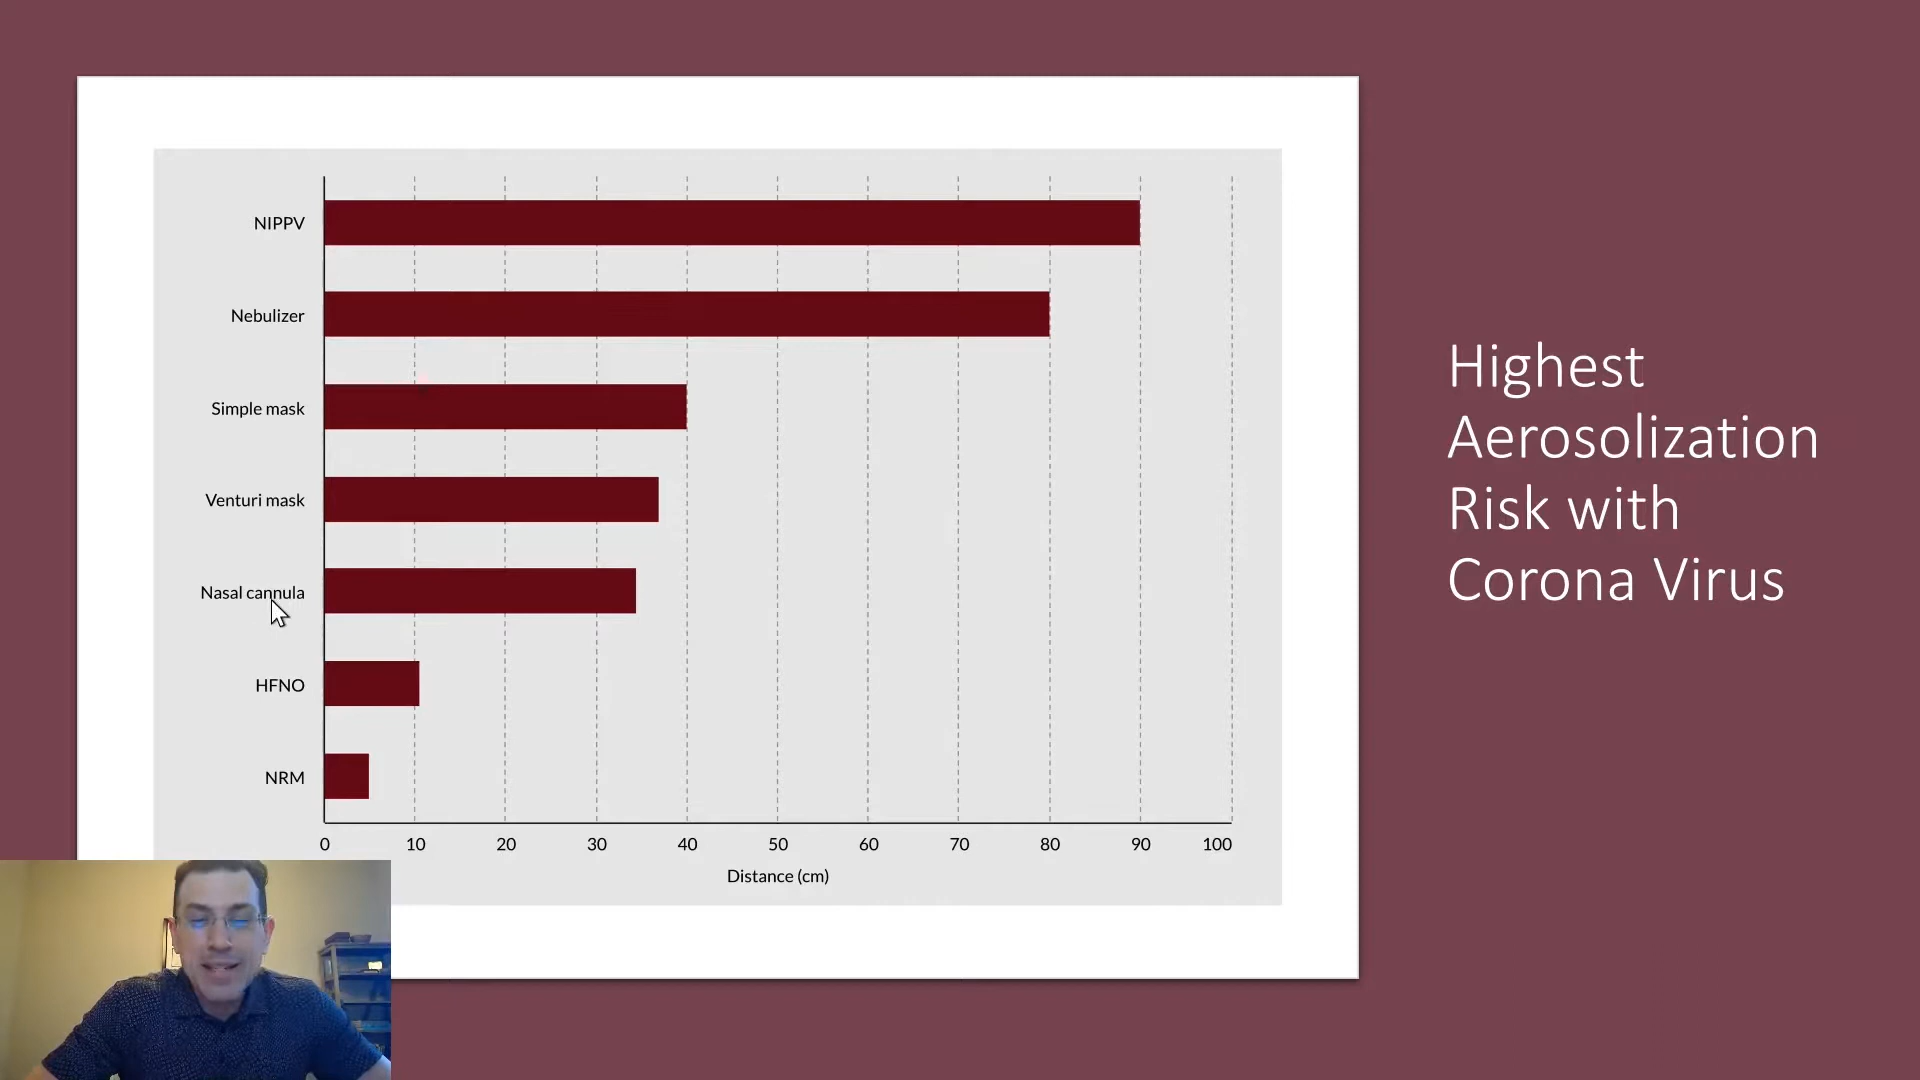 NIPPV
Nebulizer
Simple mask
Venturi mask
Nasal cannula
HFNO
NRM
0 10 20 30 40 50 60 70 80 90 100
Distance (cm)
Highest
Aerosolization
Risk with
Corona Virus